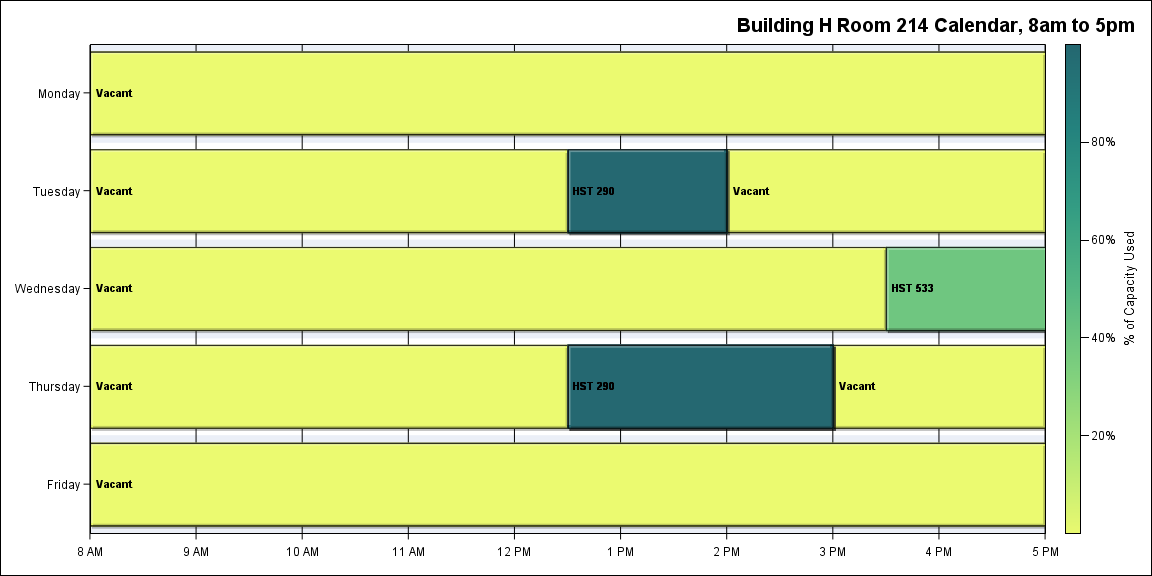 Building H Room 214 Calendar, 8am to 5pm
Monday
Vacant
Tuesday
Vacant
HST 290
Vacant
Wednesday
Vacant
HST 533
Thursday
Vacant
HST 290
Vacant
Friday
Vacant
8 AM
9 AM
10 AM
11 AM
12 PM
1 PM
2 PM
3 PM
4 PM
5 PM
80%
60%
40%
20%
% of Capacity Used